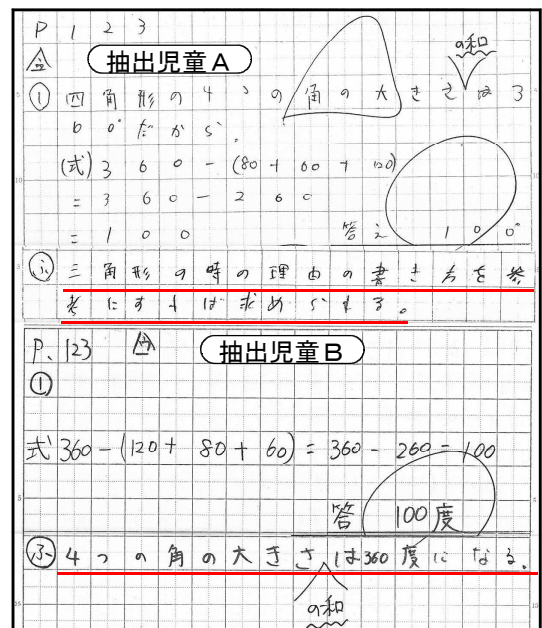 P 123
抽出児童A
の和
① 四角形の4つの角の大きさは3
60°だから、
(式)360-(80+60+120)
=360-260
=100 答え 100°
ふ 三角形の時の理由の書き方を参
考にすれば求められる。
P. 123
抽出児童B
①
式 360-(120+80+60)=360-260=100
答 100度
ふ 4つの角の大きさは360度になる。
の和